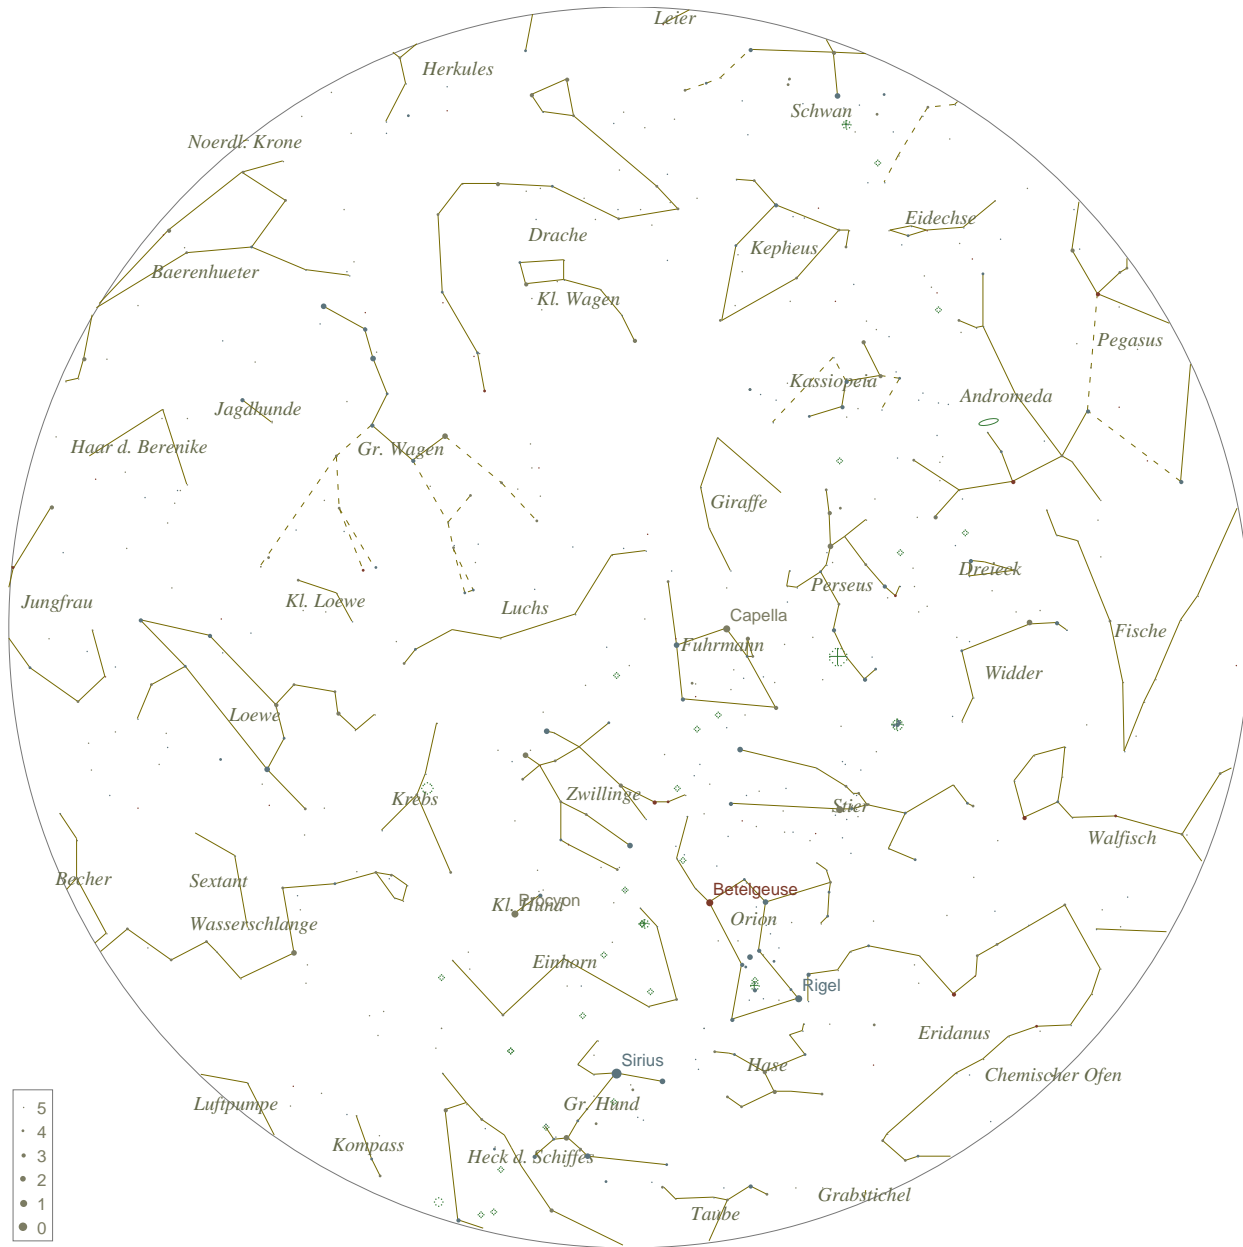 Leier
Herkules
Schwan
Noerdl. Krone
Eidechse
Drache
Kepheus
Baerenhueter
Kl. Wagen
Pegasus
Kassiopeia
Andromeda
Jagdhunde
Haar d. Berenike
Gr. Wagen
Giraffe
Dreieck
Perseus
Jungfrau
Kl. Loewe
Luchs
Capella
Fuhrmann
Fische
Widder
Loewe
Krebs
Zwillinge
Stier
Walfisch
Becher
Sextant
Betelgeuse
Procyon
Kl. Hund
Wasserschlange
Orion
Einhorn
Rigel
Eridanus
Sirius
Hase
Chemischer Ofen
Luftpumpe
Gr. Hund
Kompass
Heck d. Schiffes
Grabstichel
Taube
5
4
3
2
1
0